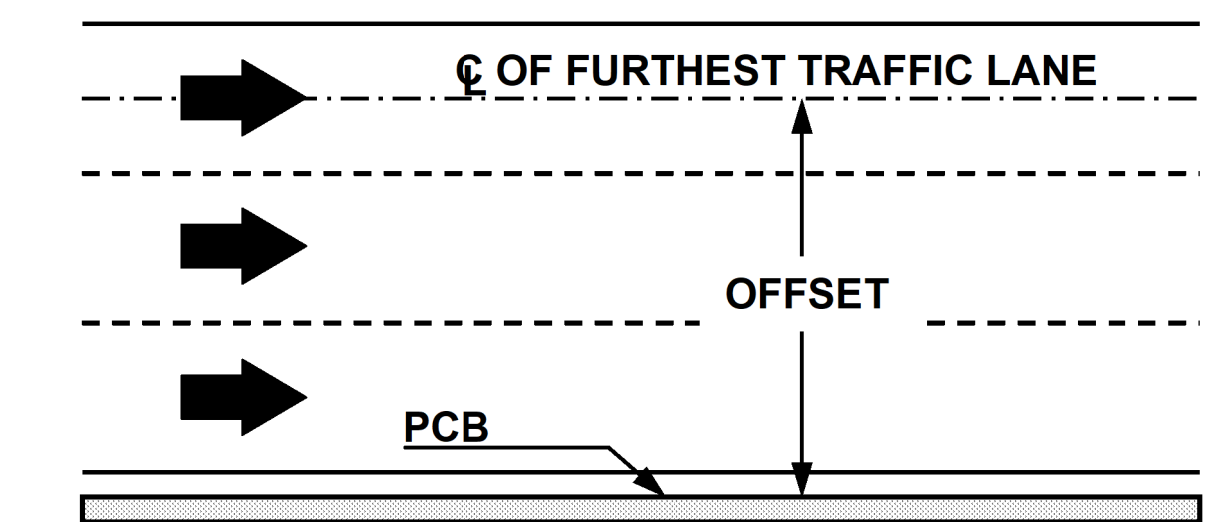 ℄ OF FURTHEST TRAFFIC LANE
OFFSET
PCB